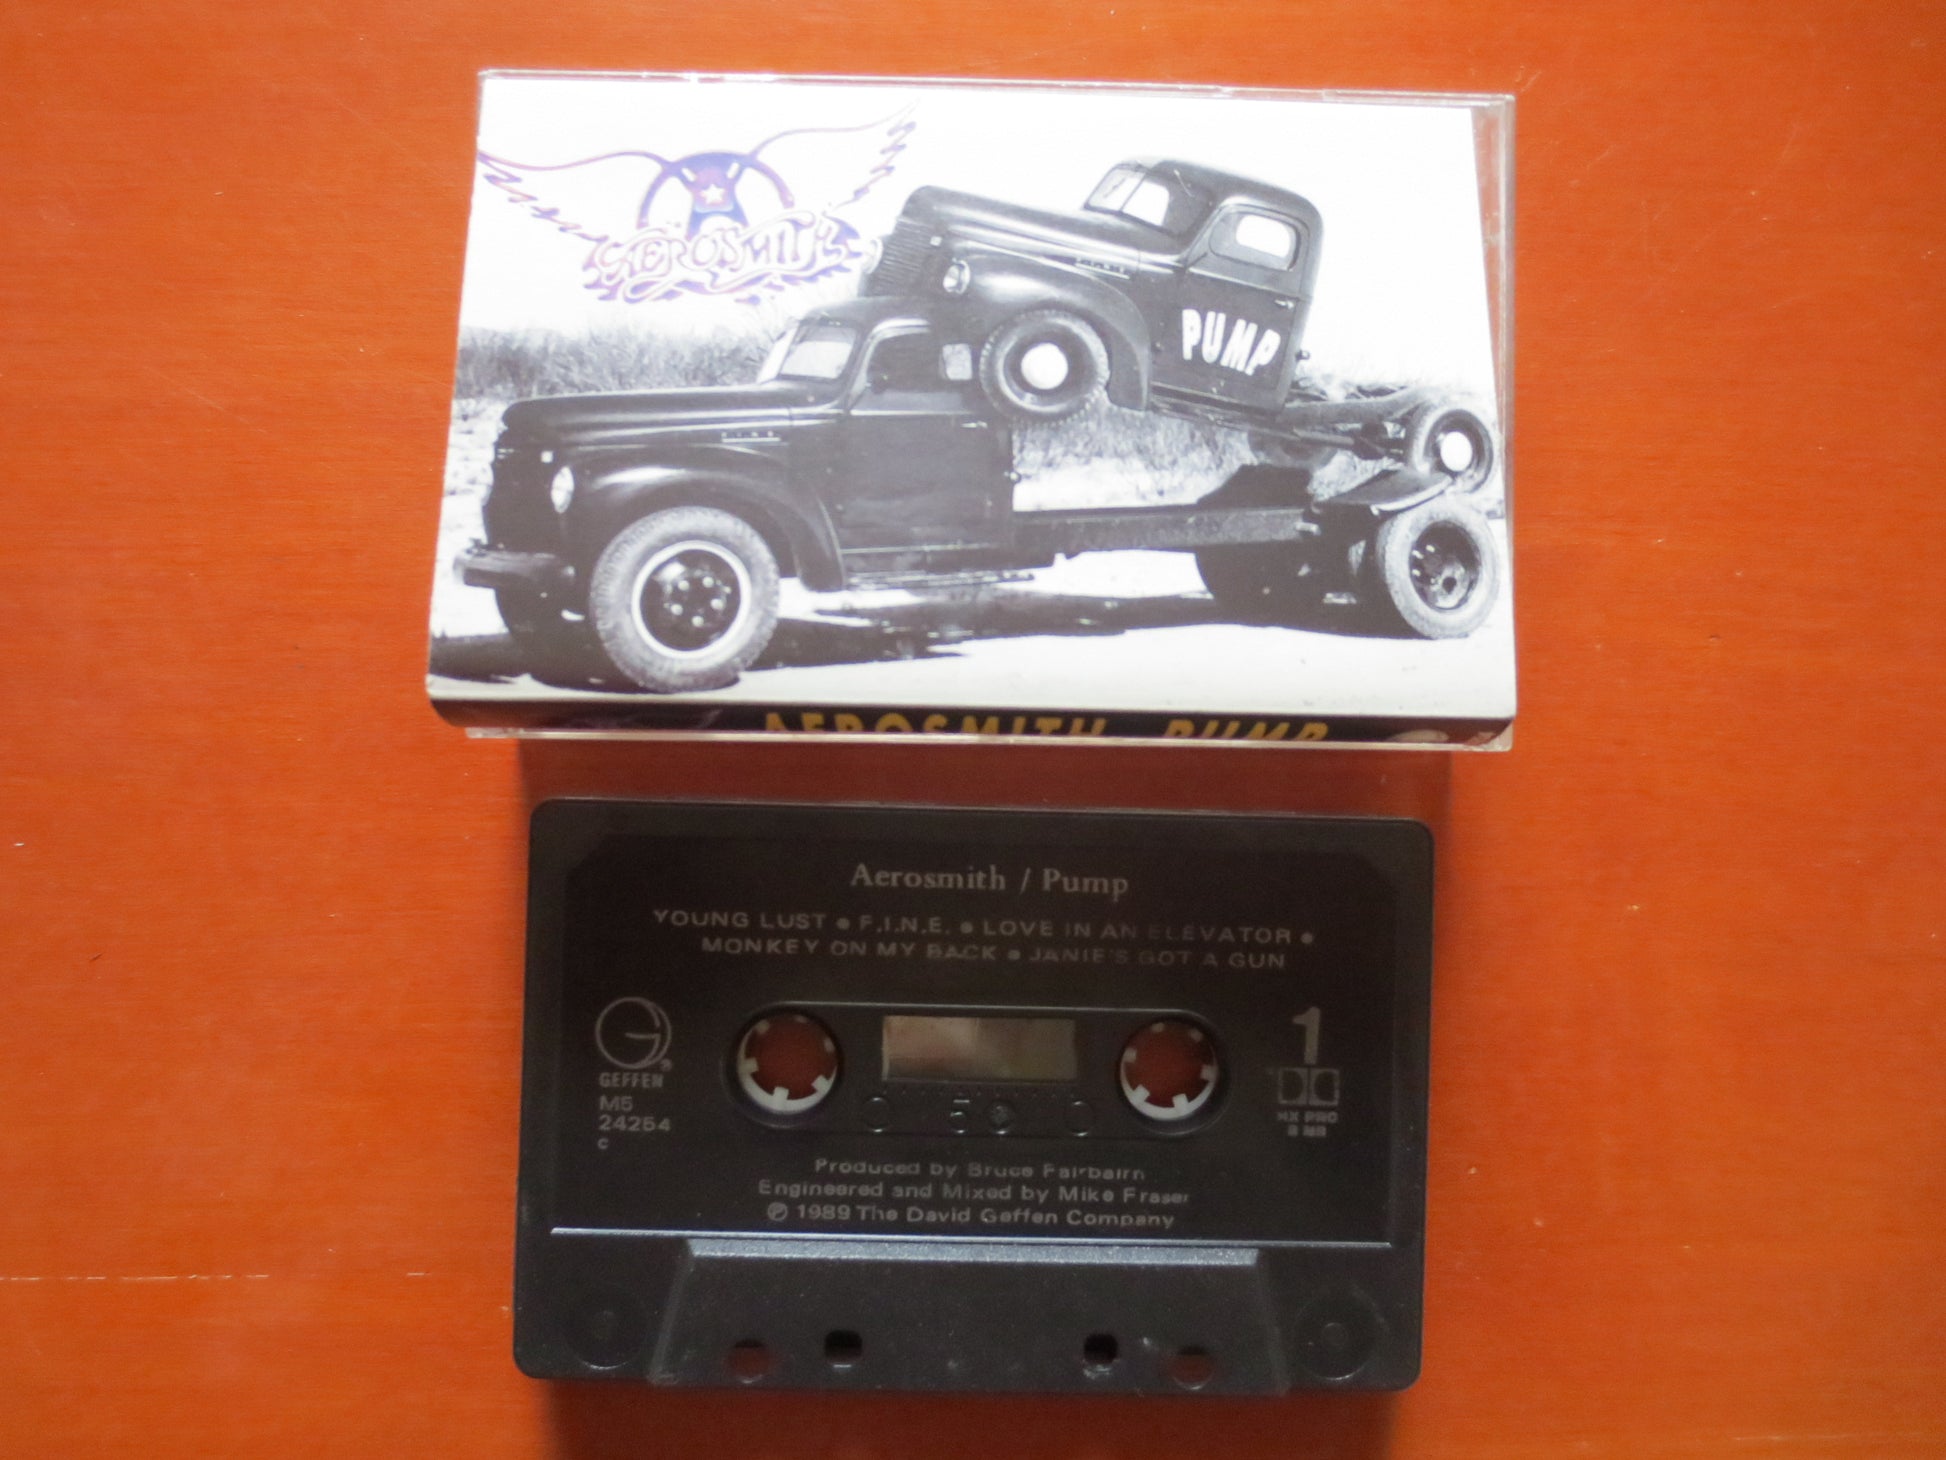 AEROSMITH
PUMP
AEROSMITH PUMP
Aerosmith / Pump
YOUNG LUST • F.I.N.E. • LOVE IN AN ELEVATOR •
MONKEY ON MY BACK • JANIE'S GOT A GUN
G®
GEFFEN
M5
24254
c
1
HX PRO
B NR
5
Produced by Bruce Fairbairn
Engineered and Mixed by Mike Fraser
℗ 1989 The David Geffen Company